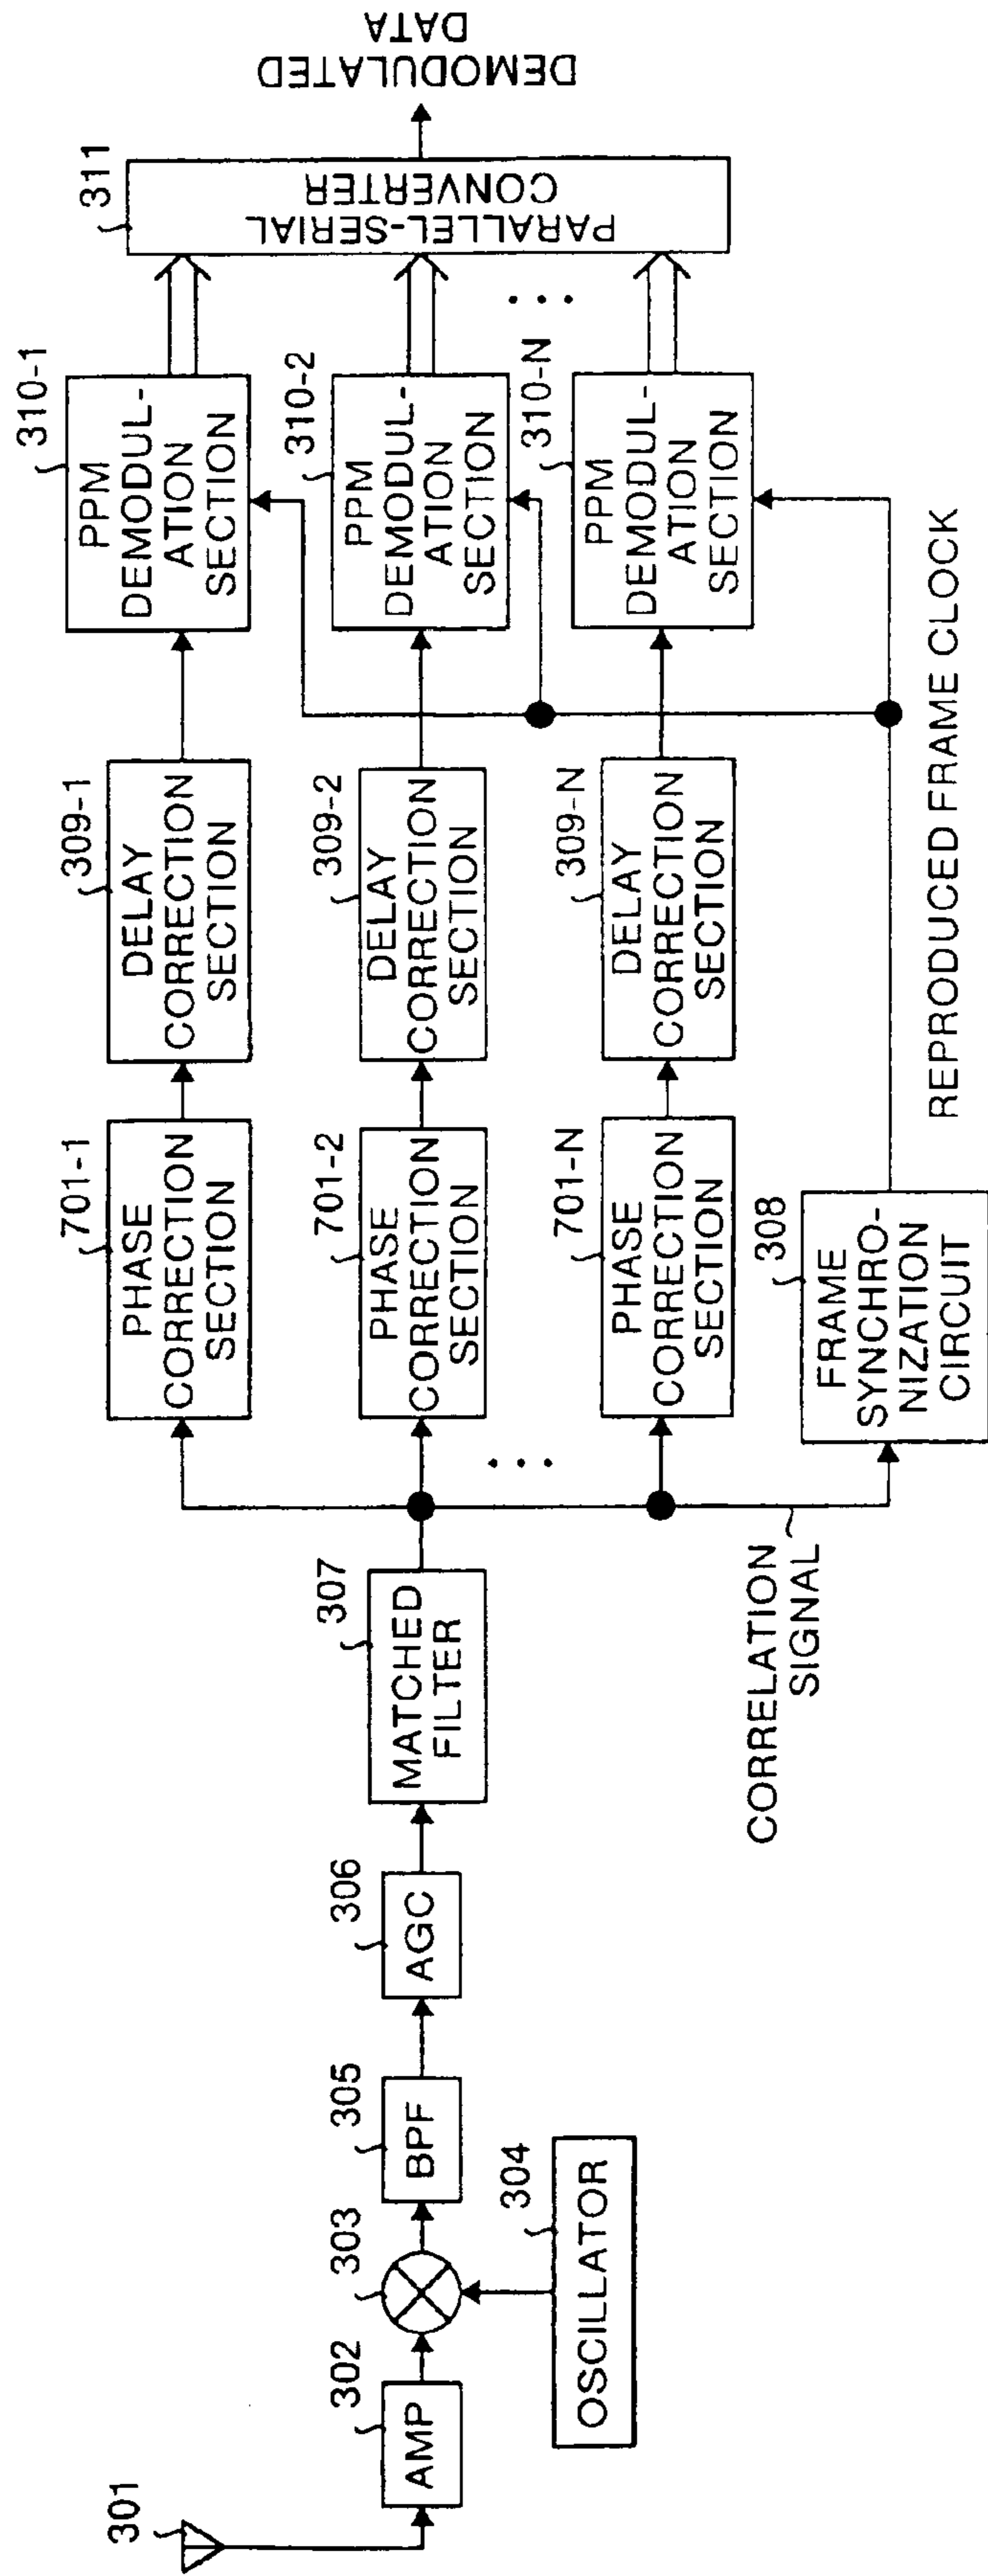 301
302
AMP
303
304
OSCILLATOR
305
BPF
306
AGC
307
MATCHED
FILTER
CORRELATION
SIGNAL
701-1
PHASE
CORRECTION
SECTION
701-2
PHASE
CORRECTION
SECTION
...
701-N
PHASE
CORRECTION
SECTION
308
FRAME
SYNCHRO-
NIZATION
CIRCUIT
309-1
DELAY
CORRECTION
SECTION
309-2
DELAY
CORRECTION
SECTION
309-N
DELAY
CORRECTION
SECTION
REPRODUCED FRAME CLOCK
310-1
PPM
DEMODUL-
ATION
SECTION
310-2
PPM
DEMODUL-
ATION
SECTION
...
310-N
PPM
DEMODUL-
ATION
SECTION
311
PARALLEL-SERIAL
CONVERTER
DEMODULATED
DATA